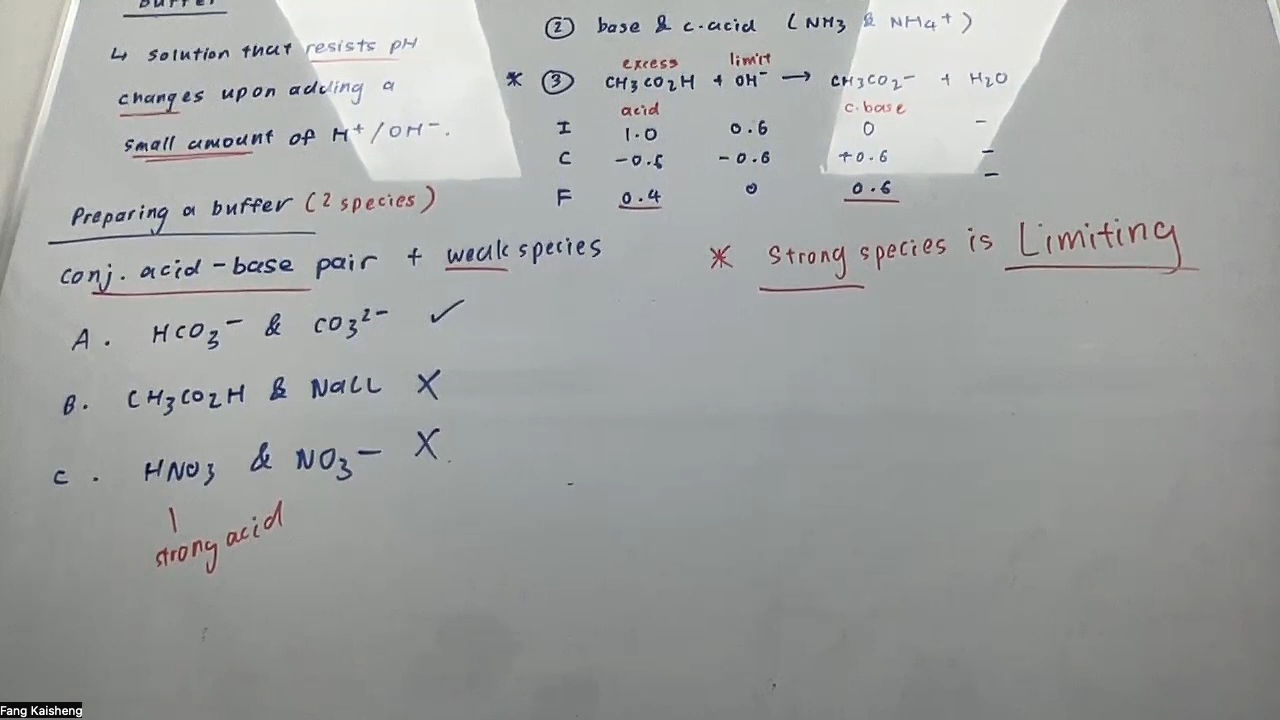 Buffer
↳ solution that resists pH
changes upon adding a
small amount of H⁺/OH⁻.
Preparing a buffer (2 species)
conj. acid-base pair + weak species
A. HCO₃⁻ & CO₃²⁻ ✓
B. CH₃CO₂H & NaCl X
C. HNO₃ & NO₃⁻ X
strong acid
② base & c.acid (NH₃ & NH₄⁺)
excess limit
* ③ CH₃CO₂H + OH⁻ → CH₃CO₂⁻ + H₂O
acid c.base
I 1.0 0.6 0 -
C -0.6 -0.6 +0.6 -
F 0.4 0 0.6 -
* Strong species is Limiting
Fang Kaisheng